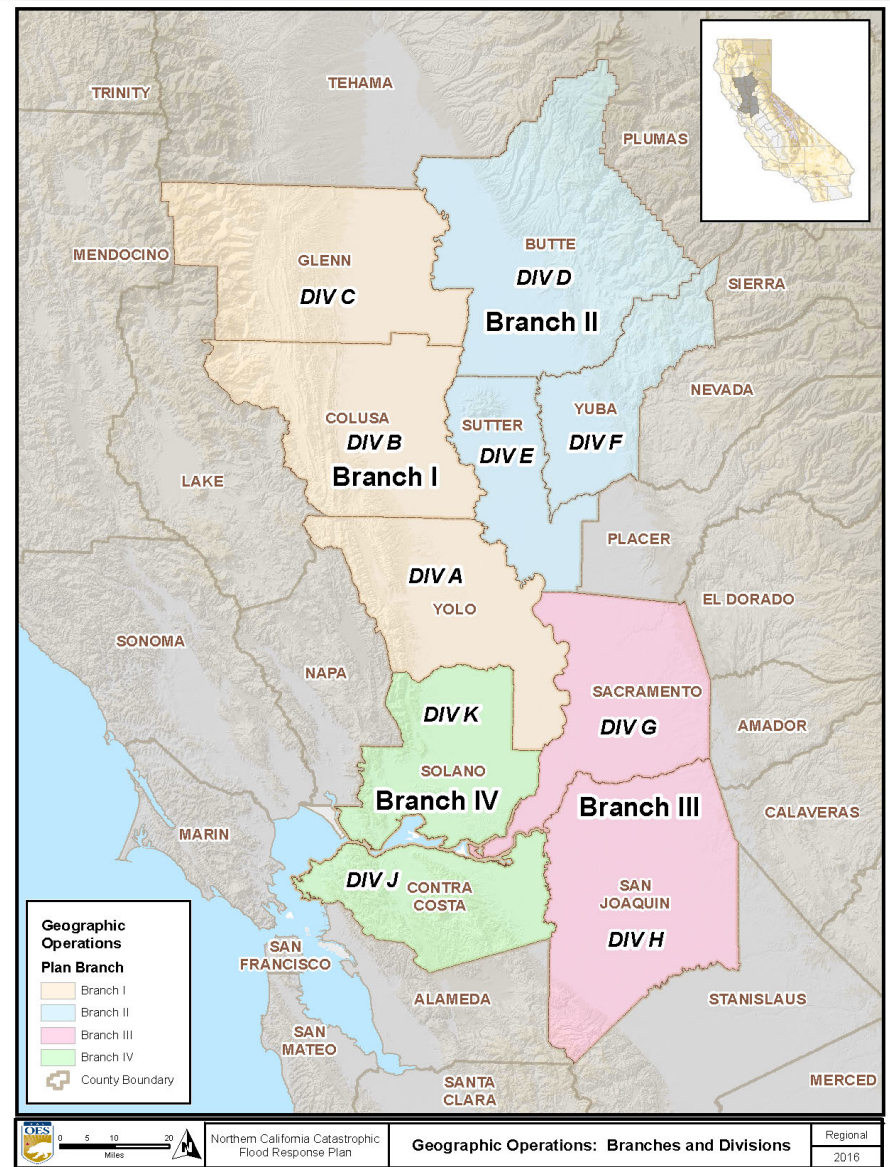 TEHAMA
TRINITY
PLUMAS
BUTTE
MENDOCINO
GLENN
DIV D
SIERRA
DIV C
Branch II
NEVADA
YUBA
COLUSA
SUTTER
DIV B
DIV F
DIV E
Branch I
LAKE
PLACER
DIV A
EL DORADO
YOLO
SONOMA
NAPA
SACRAMENTO
DIV K
DIV G
AMADOR
SOLANO
Branch IV
Branch III
CALAVERAS
MARIN
DIV J
CONTRA
COSTA
SAN
JOAQUIN
DIV H
SAN
FRANCISCO
ALAMEDA
STANISLAUS
SAN
MATEO
SANTA
CLARA
MERCED
Geographic
Operations
Plan Branch
Branch I
Branch II
Branch III
Branch IV
County Boundary
OES
0 5 10 20
Miles
N
Northern California Catastrophic
Flood Response Plan
Geographic Operations: Branches and Divisions
Regional
2016